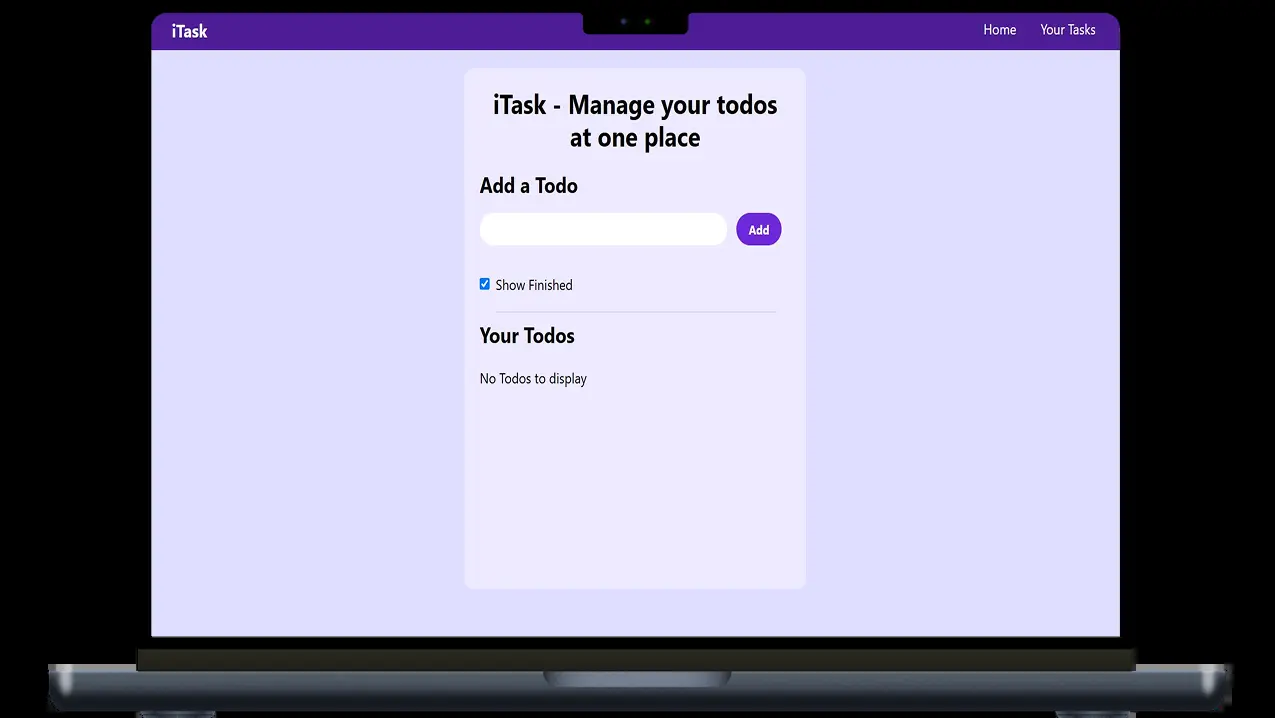 iTask
Home
Your Tasks
iTask - Manage your todos
at one place
Add a Todo
Add
Show Finished
Your Todos
No Todos to display